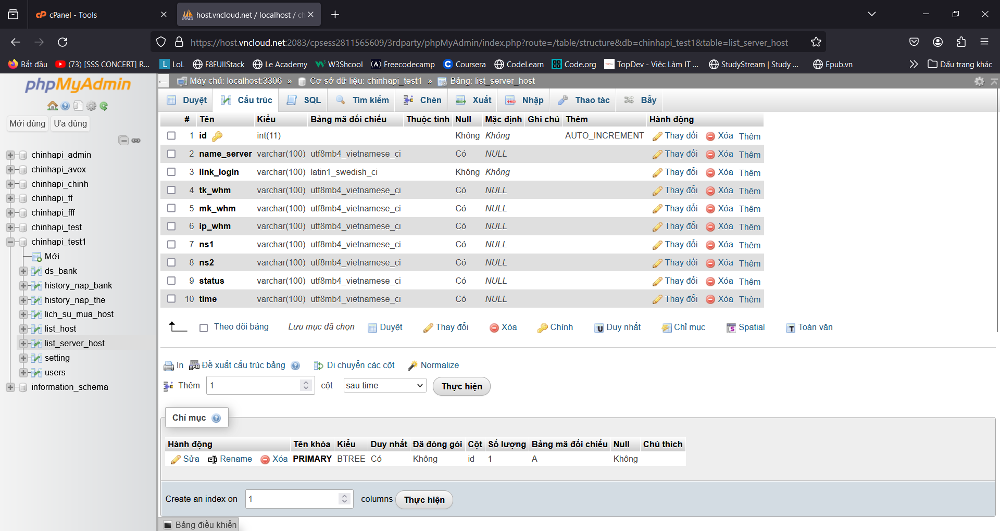 cPanel - Tools
host.vncloud.net / localhost / ch
https://host.vncloud.net:2083/cpsess2811565609/3rdparty/phpMyAdmin/index.php?route=/table/structure&db=chinhapi_test1&table=list_server_host
Bắt đầu (73) [SSS CONCERT] R... L LoL F8FUllStack Le Academy W3Shcool Freecodecamp Coursera CodeLearn Code.org TopDev - Việc Làm IT ... StudyStream | Study ... Epub.vn Dấu trang khác
phpMyAdmin
Mới dùng Ưa dùng
chinhapi_admin
chinhapi_avox
chinhapi_chinh
chinhapi_ff
chinhapi_fff
chinhapi_test
chinhapi_test1
Mới
ds_bank
history_nap_bank
history_nap_the
lich_su_mua_host
list_host
list_server_host
setting
users
information_schema
Máy chủ: localhost:3306 » Cơ sở dữ liệu: chinhapi_test1 » Bảng: list_server_host
Duyệt Cấu trúc SQL Tìm kiếm Chèn Xuất Nhập Thao tác Bẫy
# Tên Kiểu Bảng mã đối chiếu Thuộc tính Null Mặc định Ghi chú Thêm Hành động
1 id int(11) Không Không AUTO_INCREMENT Thay đổi Xóa Thêm
2 name_server varchar(100) utf8mb4_vietnamese_ci Có NULL Thay đổi Xóa Thêm
3 link_login varchar(100) latin1_swedish_ci Không Không Thay đổi Xóa Thêm
4 tk_whm varchar(100) utf8mb4_vietnamese_ci Có NULL Thay đổi Xóa Thêm
5 mk_whm varchar(100) utf8mb4_vietnamese_ci Có NULL Thay đổi Xóa Thêm
6 ip_whm varchar(100) utf8mb4_vietnamese_ci Có NULL Thay đổi Xóa Thêm
7 ns1 varchar(100) utf8mb4_vietnamese_ci Có NULL Thay đổi Xóa Thêm
8 ns2 varchar(100) utf8mb4_vietnamese_ci Có NULL Thay đổi Xóa Thêm
9 status varchar(100) utf8mb4_vietnamese_ci Có NULL Thay đổi Xóa Thêm
10 time varchar(100) utf8mb4_vietnamese_ci Có NULL Thay đổi Xóa Thêm
Theo dõi bảng Lưu mục đã chọn Duyệt Thay đổi Xóa Chính Duy nhất Chỉ mục Spatial Toàn văn
In Đề xuất cấu trúc bảng Di chuyển các cột Normalize
Thêm 1 cột sau time Thực hiện
Chỉ mục
Hành động Tên khóa Kiểu Duy nhất Đã đóng gói Cột Số lượng Bảng mã đối chiếu Null Chú thích
Sửa Rename Xóa PRIMARY BTREE Có Không id 1 A Không
Create an index on 1 columns Thực hiện
Bảng điều khiển